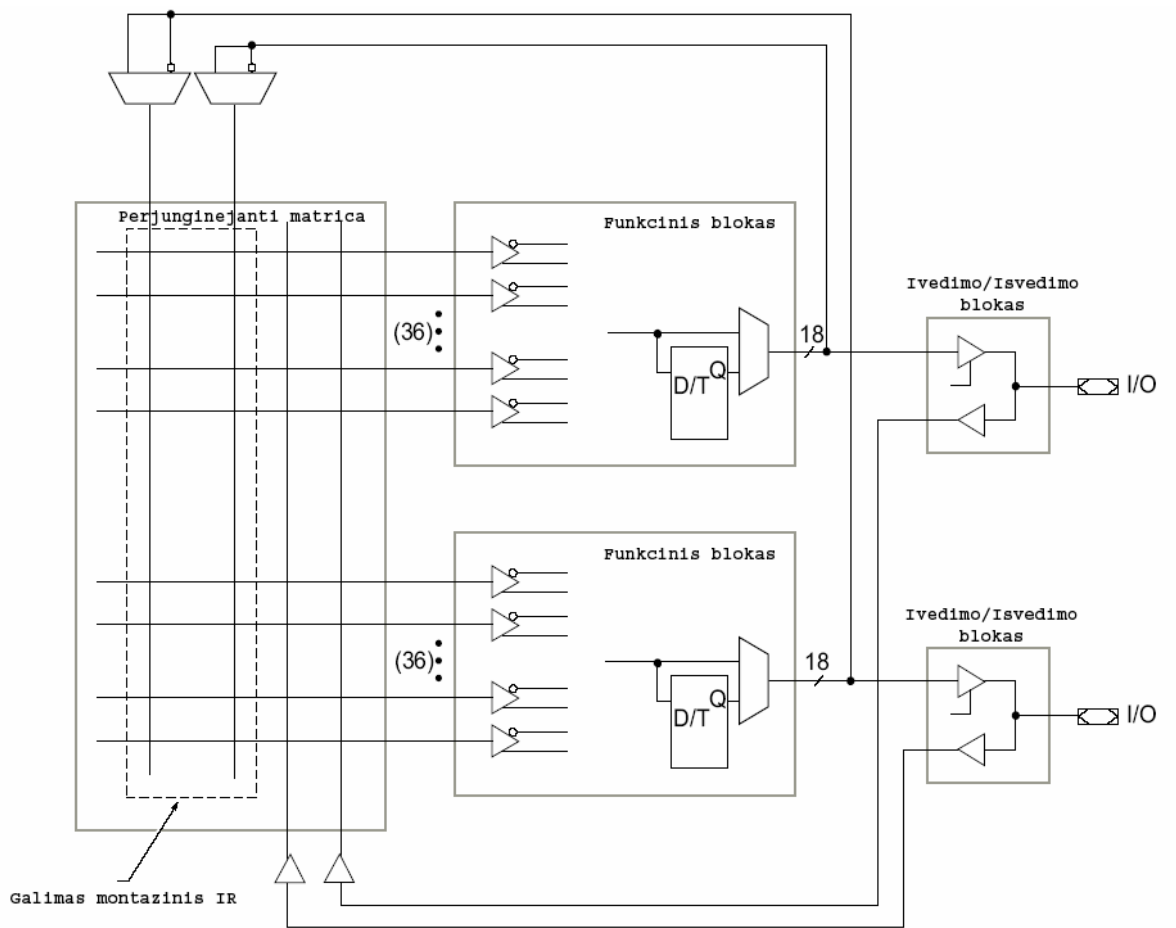 Perjunginejanti matrica
Funkcinis blokas
(36)
D/T Q
18
Ivedimo/Isvedimo
blokas
I/O
Funkcinis blokas
(36)
D/T Q
18
Ivedimo/Isvedimo
blokas
I/O
Galimas montazinis IR